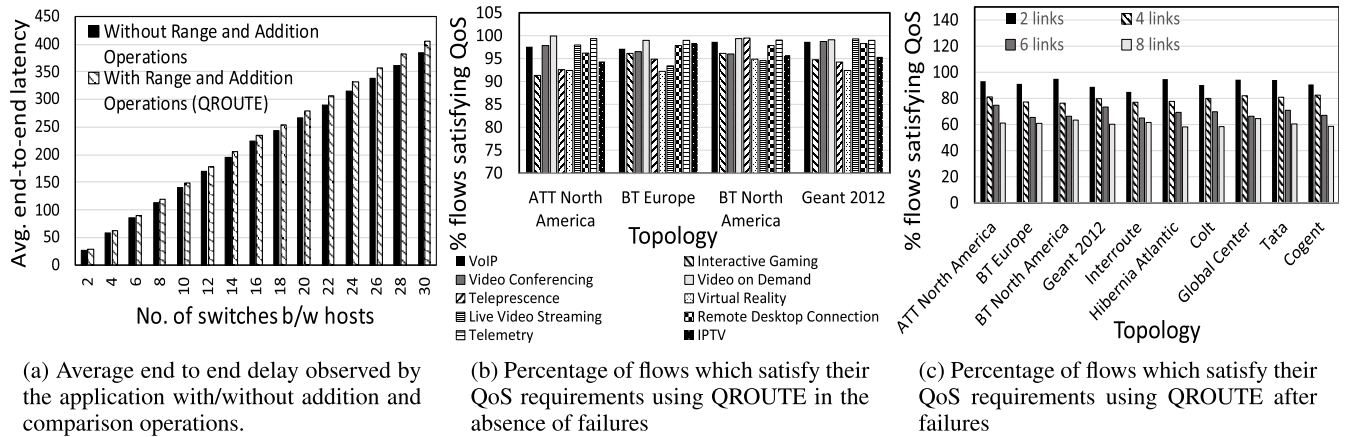 Avg. end-to-end latency
450
400
350
300
250
200
150
100
50
0
Without Range and Addition
Operations
With Range and Addition
Operations (QROUTE)
2 4 6 8 10 12 14 16 18 20 22 24 26 28 30
No. of switches b/w hosts
(a) Average end to end delay observed by
the application with/without addition and
comparison operations.
% flows satisfying QoS
105
100
95
90
85
80
75
70
ATT North
America
BT Europe
BT North
America
Geant 2012
Topology
VoIP
Interactive Gaming
Video Conferencing
Video on Demand
Teleprescence
Virtual Reality
Live Video Streaming
Remote Desktop Connection
Telemetry
IPTV
(b) Percentage of flows which satisfy their
QoS requirements using QROUTE in the
absence of failures
% flows satisfying QoS
140
120
100
80
60
40
20
0
2 links
4 links
6 links
8 links
ATT North America
BT Europe
BT North America
Geant 2012
Interroute
Hibernia Atlantic
Colt
Global Center
Tata
Cogent
Topology
(c) Percentage of flows which satisfy their
QoS requirements using QROUTE after
failures